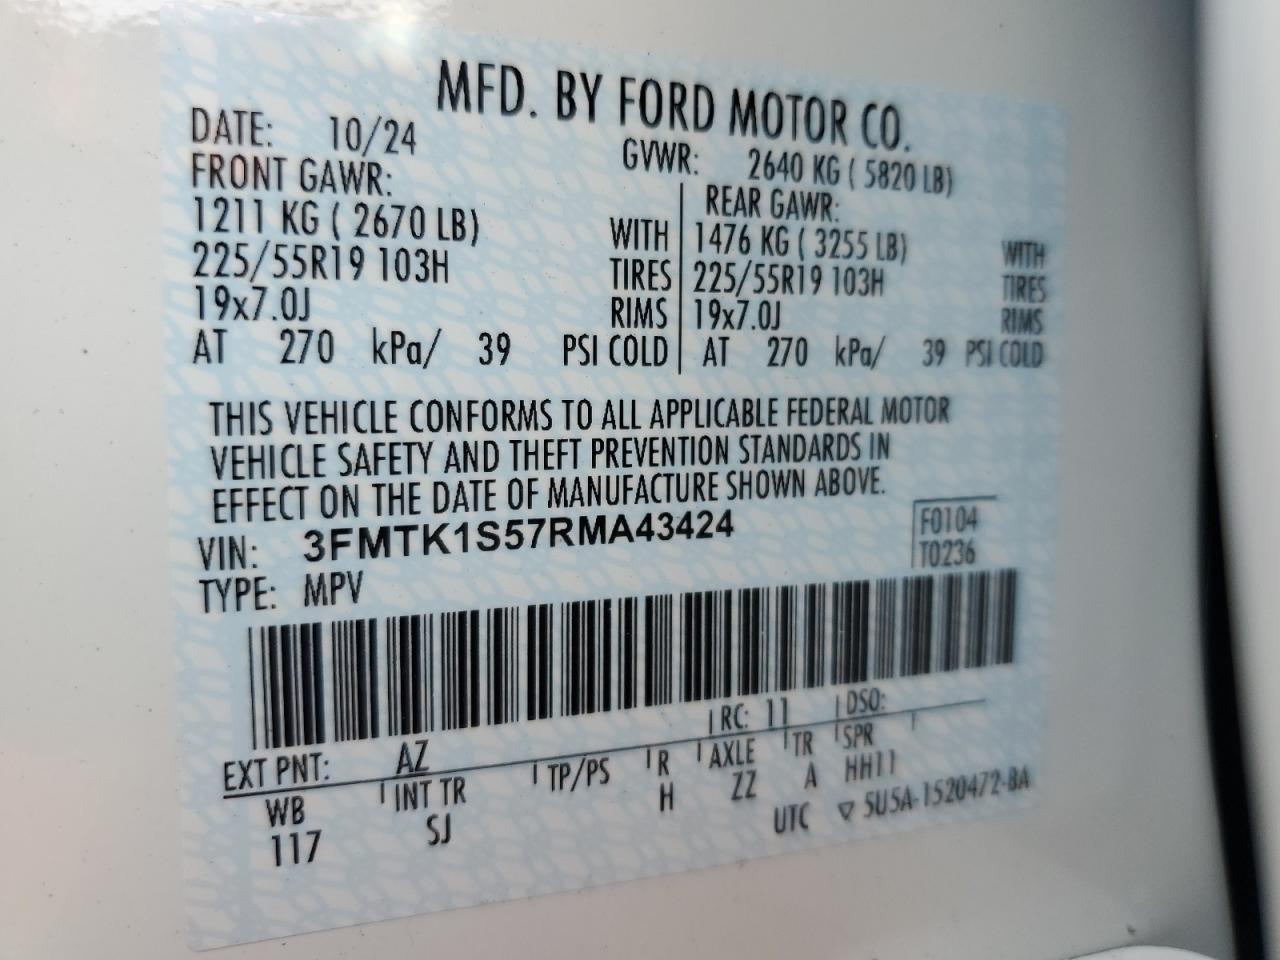 MFD. BY FORD MOTOR CO.
DATE: 10/24 GVWR: 2640 KG ( 5820 LB)
FRONT GAWR: REAR GAWR:
1211 KG ( 2670 LB) WITH 1476 KG ( 3255 LB) WITH
225/55R19 103H TIRES 225/55R19 103H TIRES
19x7.0J RIMS 19x7.0J RIMS
AT 270 kPa/ 39 PSI COLD AT 270 kPa/ 39 PSI COLD
THIS VEHICLE CONFORMS TO ALL APPLICABLE FEDERAL MOTOR
VEHICLE SAFETY AND THEFT PREVENTION STANDARDS IN
EFFECT ON THE DATE OF MANUFACTURE SHOWN ABOVE.
VIN: 3FMTK1S57RMA43424 F0104
TYPE: MPV T0236
EXT PNT: AZ RC: 11 DSO:
WB INT TR TP/PS R AXLE TR SPR
117 SJ H ZZ A HH11
UTC ▽ 5U5A-1520472-BA